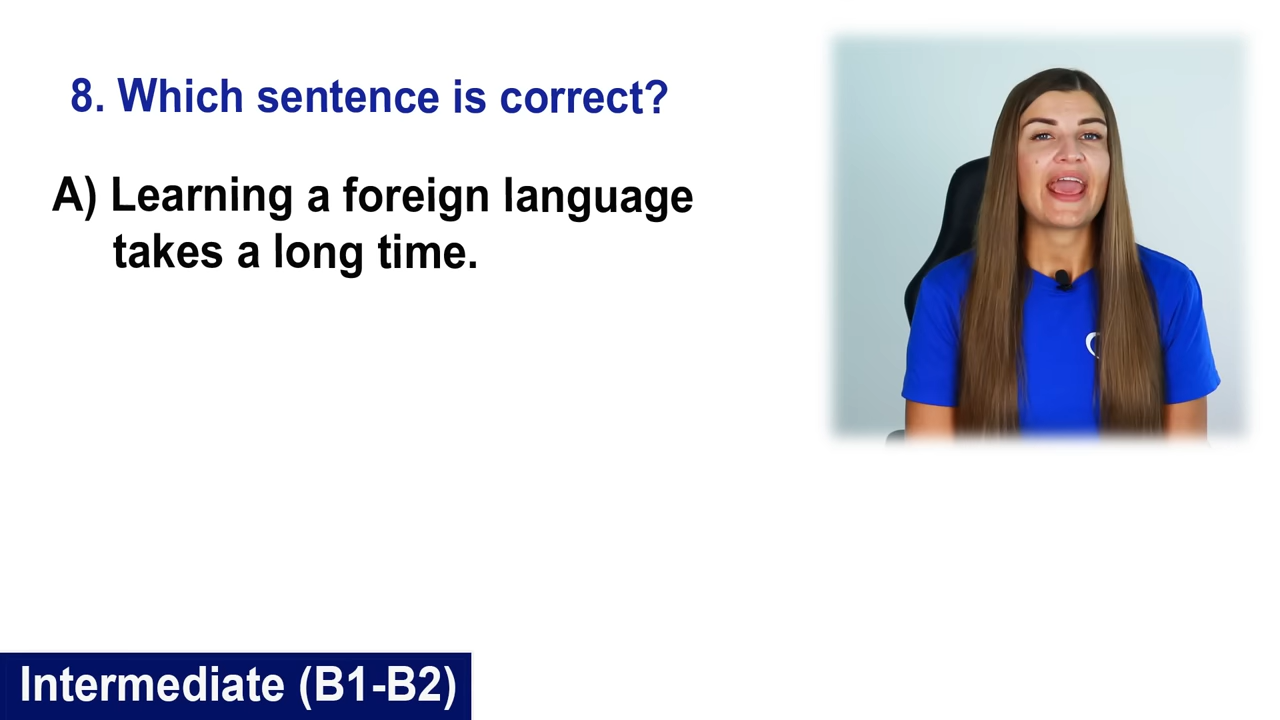 8. Which sentence is correct?
A) Learning a foreign language
takes a long time.
Intermediate (B1-B2)